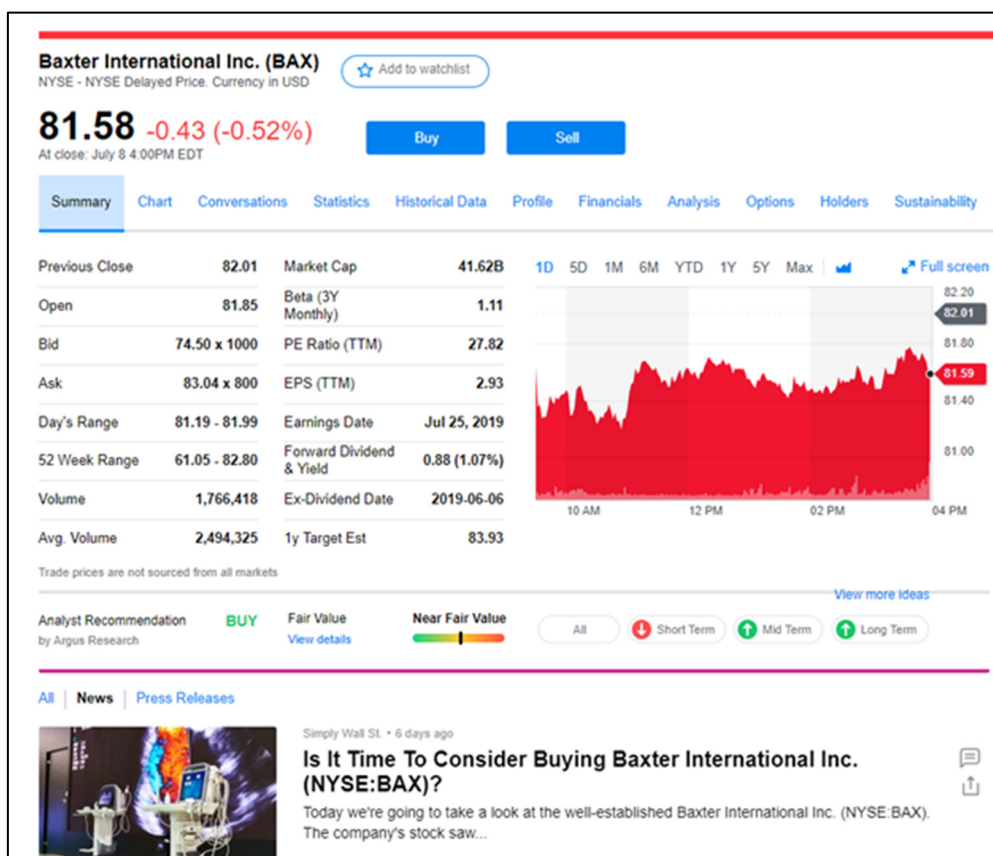 Baxter International Inc. (BAX)
Add to watchlist
NYSE - NYSE Delayed Price. Currency in USD
81.58 -0.43 (-0.52%)
Buy
Sell
At close: July 8 4:00PM EDT
Summary Chart Conversations Statistics Historical Data Profile Financials Analysis Options Holders Sustainability
Previous Close 82.01
Open 81.85
Bid 74.50 x 1000
Ask 83.04 x 800
Day's Range 81.19 - 81.99
52 Week Range 61.05 - 82.80
Volume 1,766,418
Avg. Volume 2,494,325
Market Cap 41.62B
Beta (3Y
Monthly) 1.11
PE Ratio (TTM) 27.82
EPS (TTM) 2.93
Earnings Date Jul 25, 2019
Forward Dividend
& Yield 0.88 (1.07%)
Ex-Dividend Date 2019-06-06
1y Target Est 83.93
1D 5D 1M 6M YTD 1Y 5Y Max Full screen
82.20
82.01
81.80
81.59
81.40
81.00
10 AM 12 PM 02 PM 04 PM
Trade prices are not sourced from all markets
View more ideas
Analyst Recommendation BUY
by Argus Research
Fair Value
View details
Near Fair Value
All Short Term Mid Term Long Term
All | News | Press Releases
Simply Wall St. • 6 days ago
Is It Time To Consider Buying Baxter International Inc.
(NYSE:BAX)?
Today we're going to take a look at the well-established Baxter International Inc. (NYSE:BAX).
The company's stock saw...